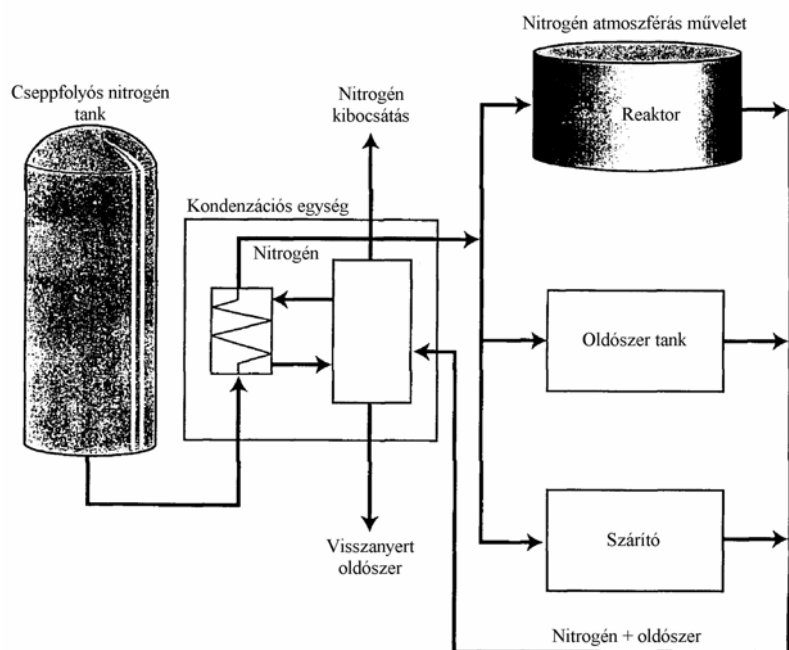 Nitrogén atmoszférás művelet
Cseppfolyós nitrogén
tank
Nitrogén
kibocsátás
Reaktor
Kondenzációs egység
Nitrogén
Oldószer tank
Szárító
Visszanyert
oldószer
Nitrogén + oldószer